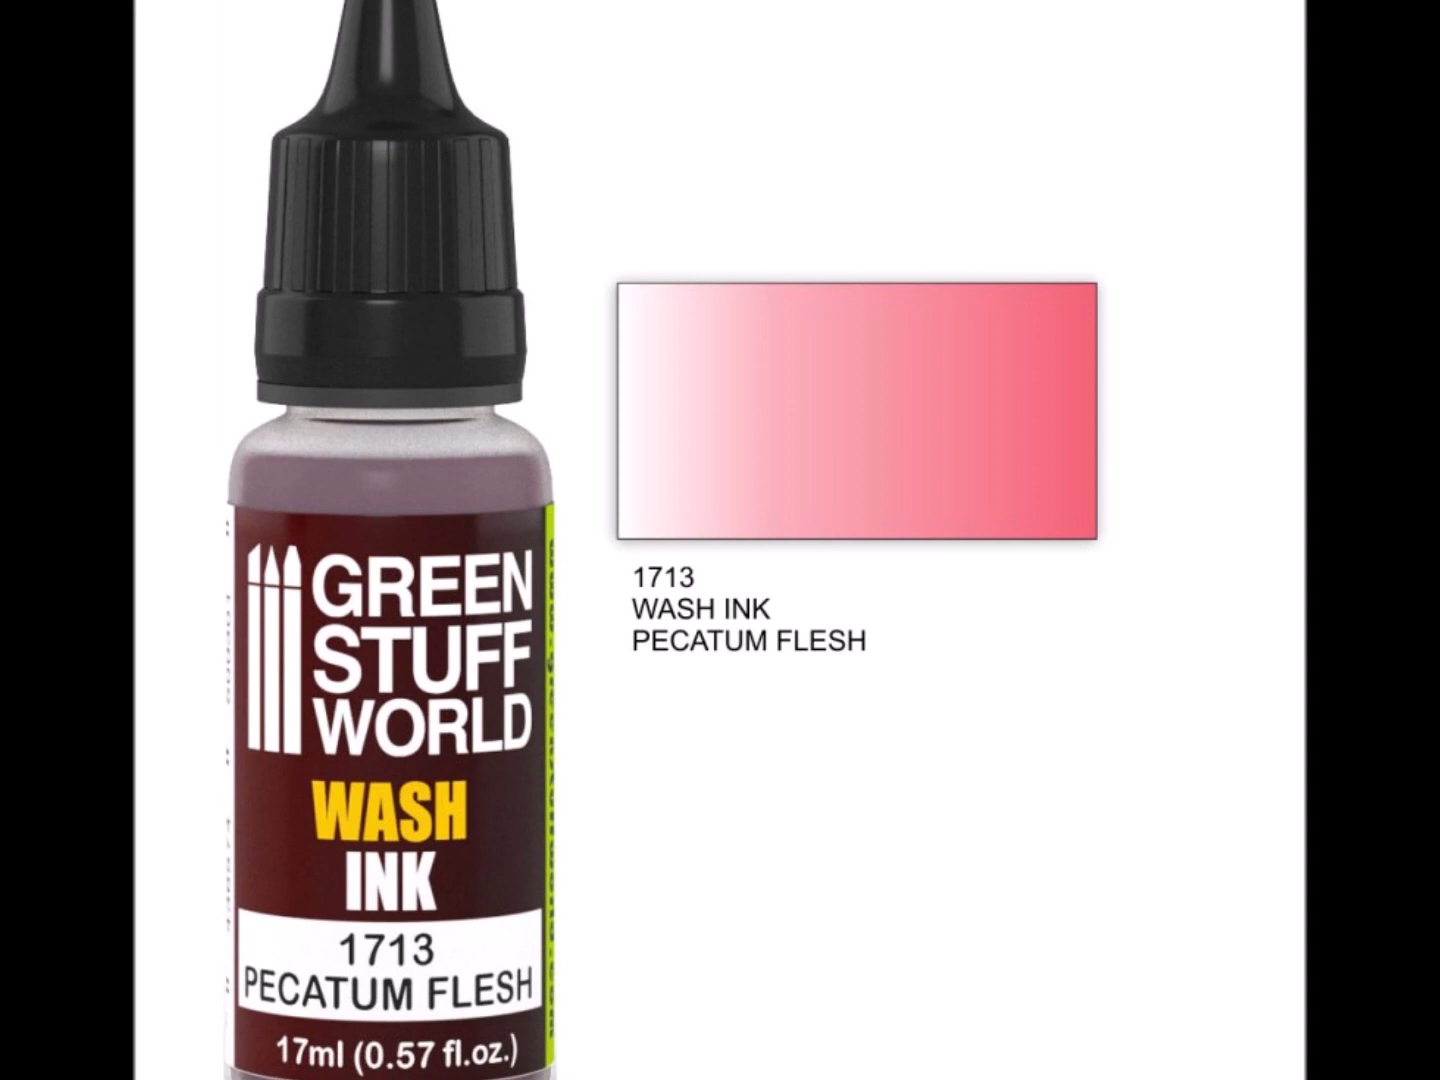 GREEN
STUFF
WORLD
WASH
INK
1713
PECATUM FLESH
17ml (0.57 fl.oz.)
1713
WASH INK
PECATUM FLESH